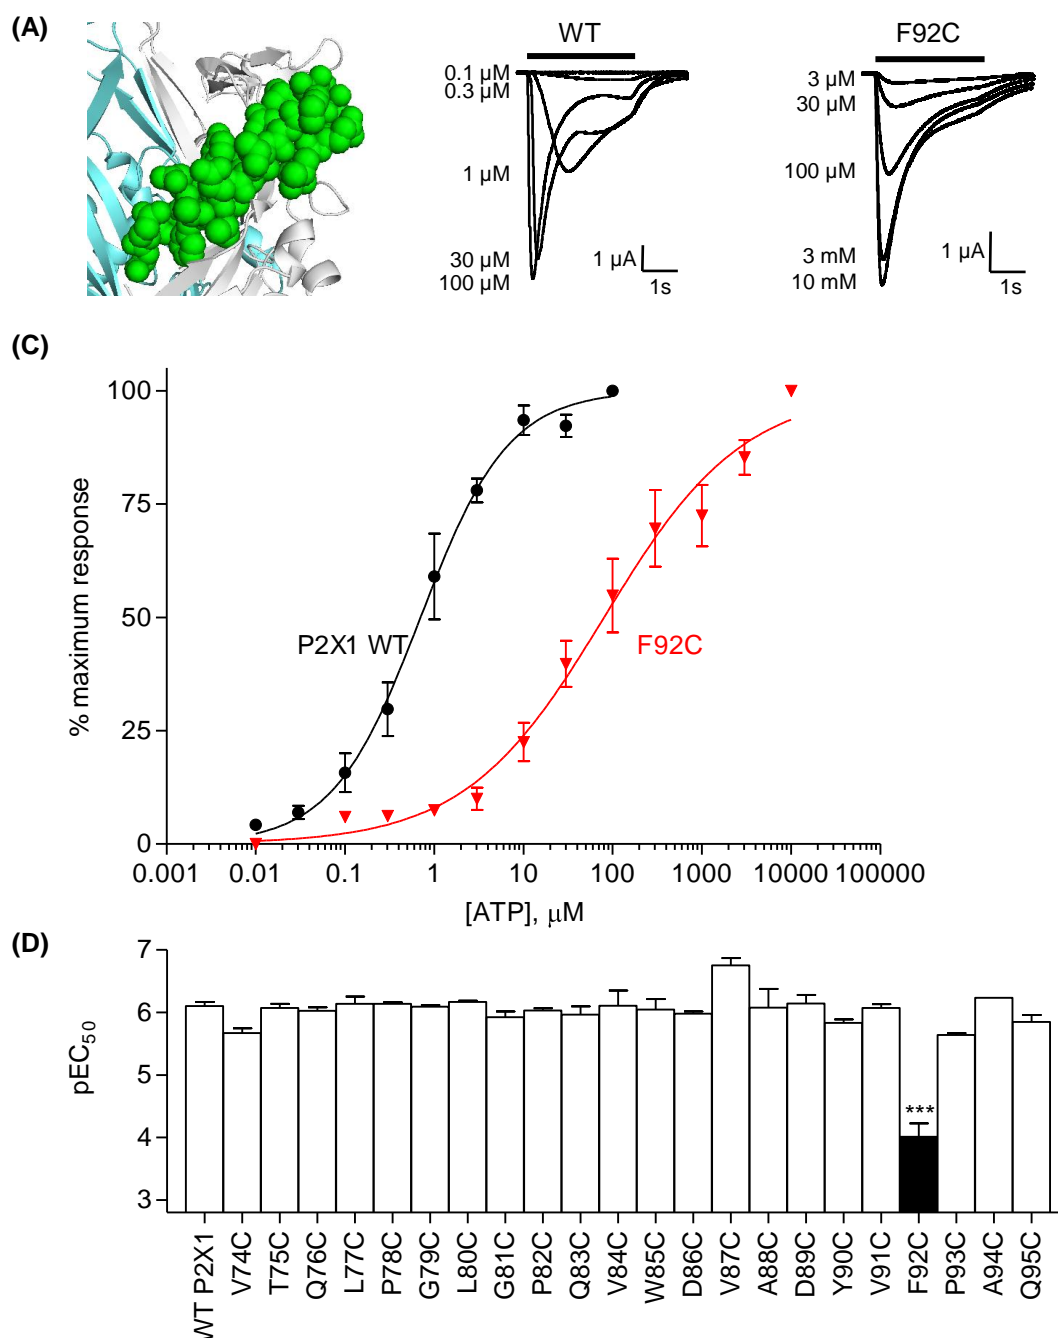 (A)
WT
F92C
0.1 µM
0.3 µM
1 µM
30 µM
100 µM
1 µA
1s
3 µM
30 µM
100 µM
3 mM
10 mM
1 µA
1s
(C)
% maximum response
100
75
50
25
0
P2X1 WT
F92C
0.001 0.01 0.1 1 10 100 1000 10000 100000
[ATP], µM
(D)
pEC50
7
6
5
4
3
***
WT P2X1
V74C
T75C
Q76C
L77C
P78C
G79C
L80C
G81C
P82C
Q83C
V84C
W85C
D86C
V87C
A88C
D89C
Y90C
V91C
F92C
P93C
A94C
Q95C